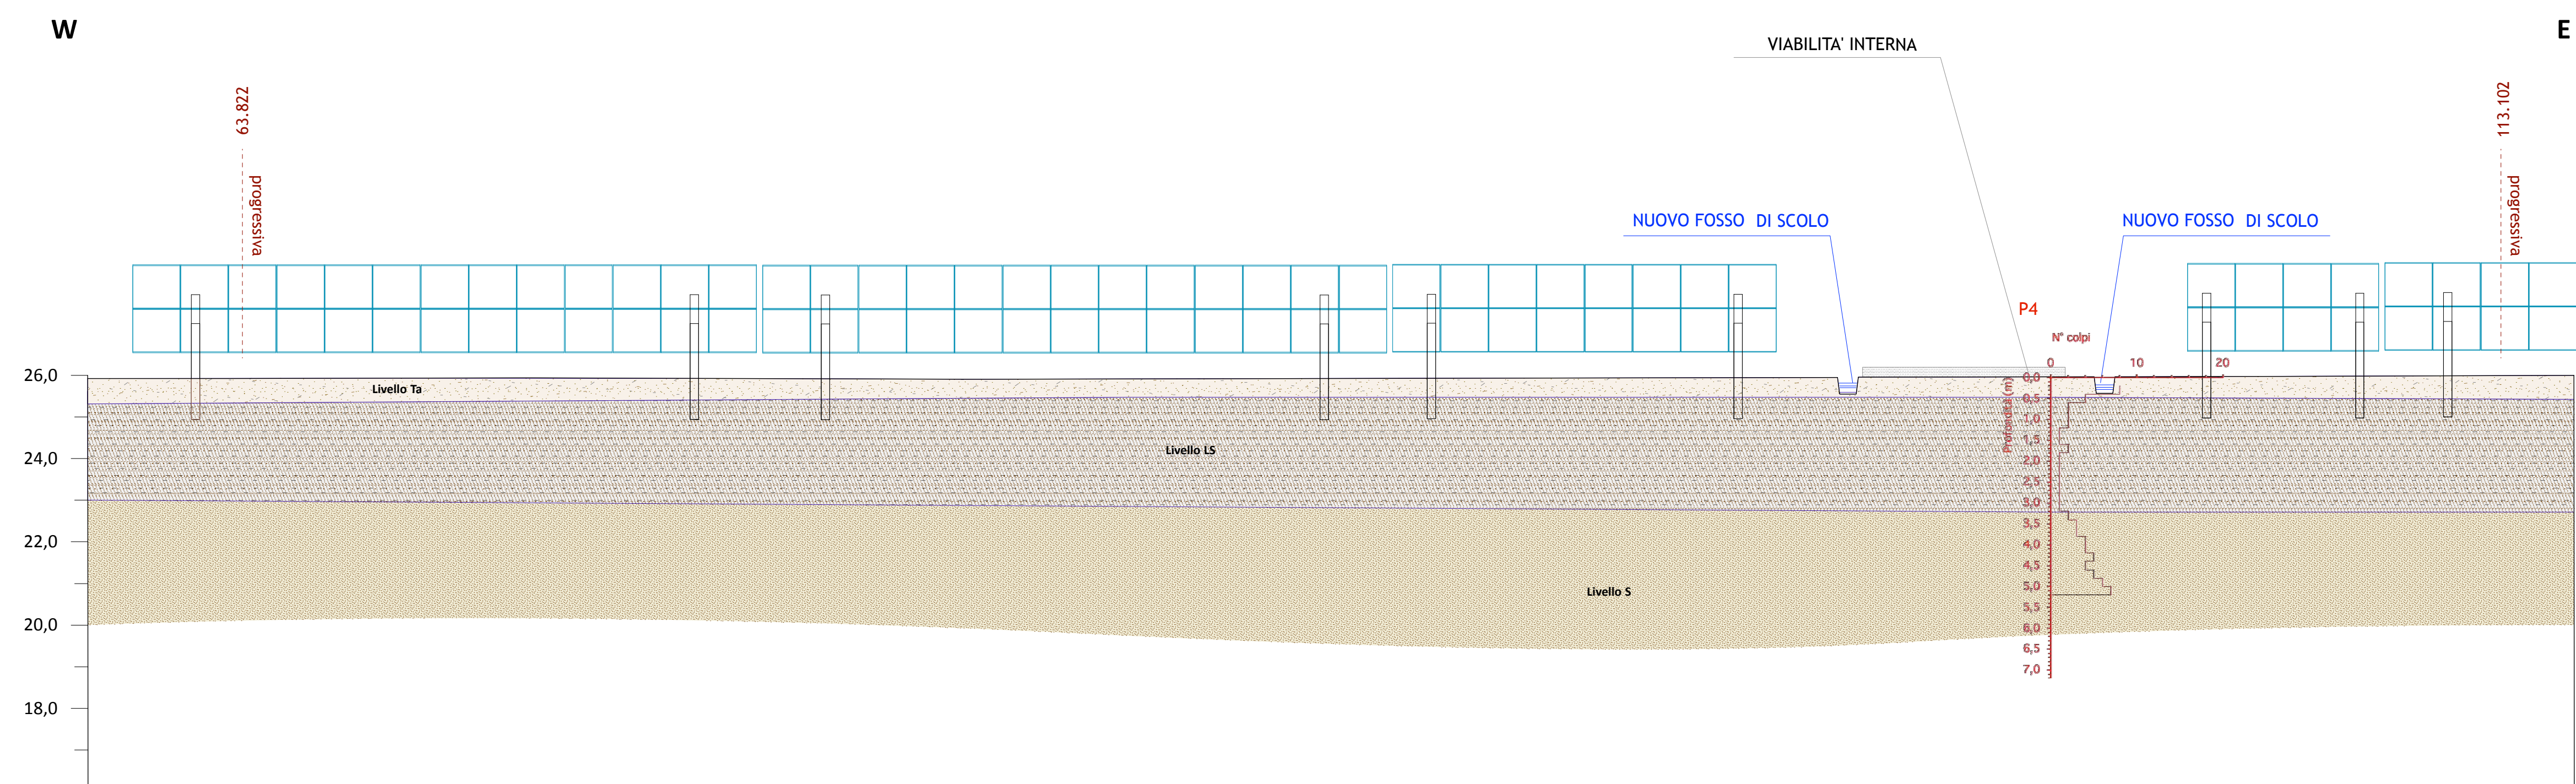 W
E
VIABILITA' INTERNA
63.822
progressiva
113.102
progressiva
NUOVO FOSSO DI SCOLO
NUOVO FOSSO DI SCOLO
P4
N° colpi
0 10 20
Profondità (m)
0,0
0,5
1,0
1,5
2,0
2,5
3,0
3,5
4,0
4,5
5,0
5,5
6,0
6,5
7,0
26,0
24,0
22,0
20,0
18,0
Livello Ta
Livello LS
Livello S